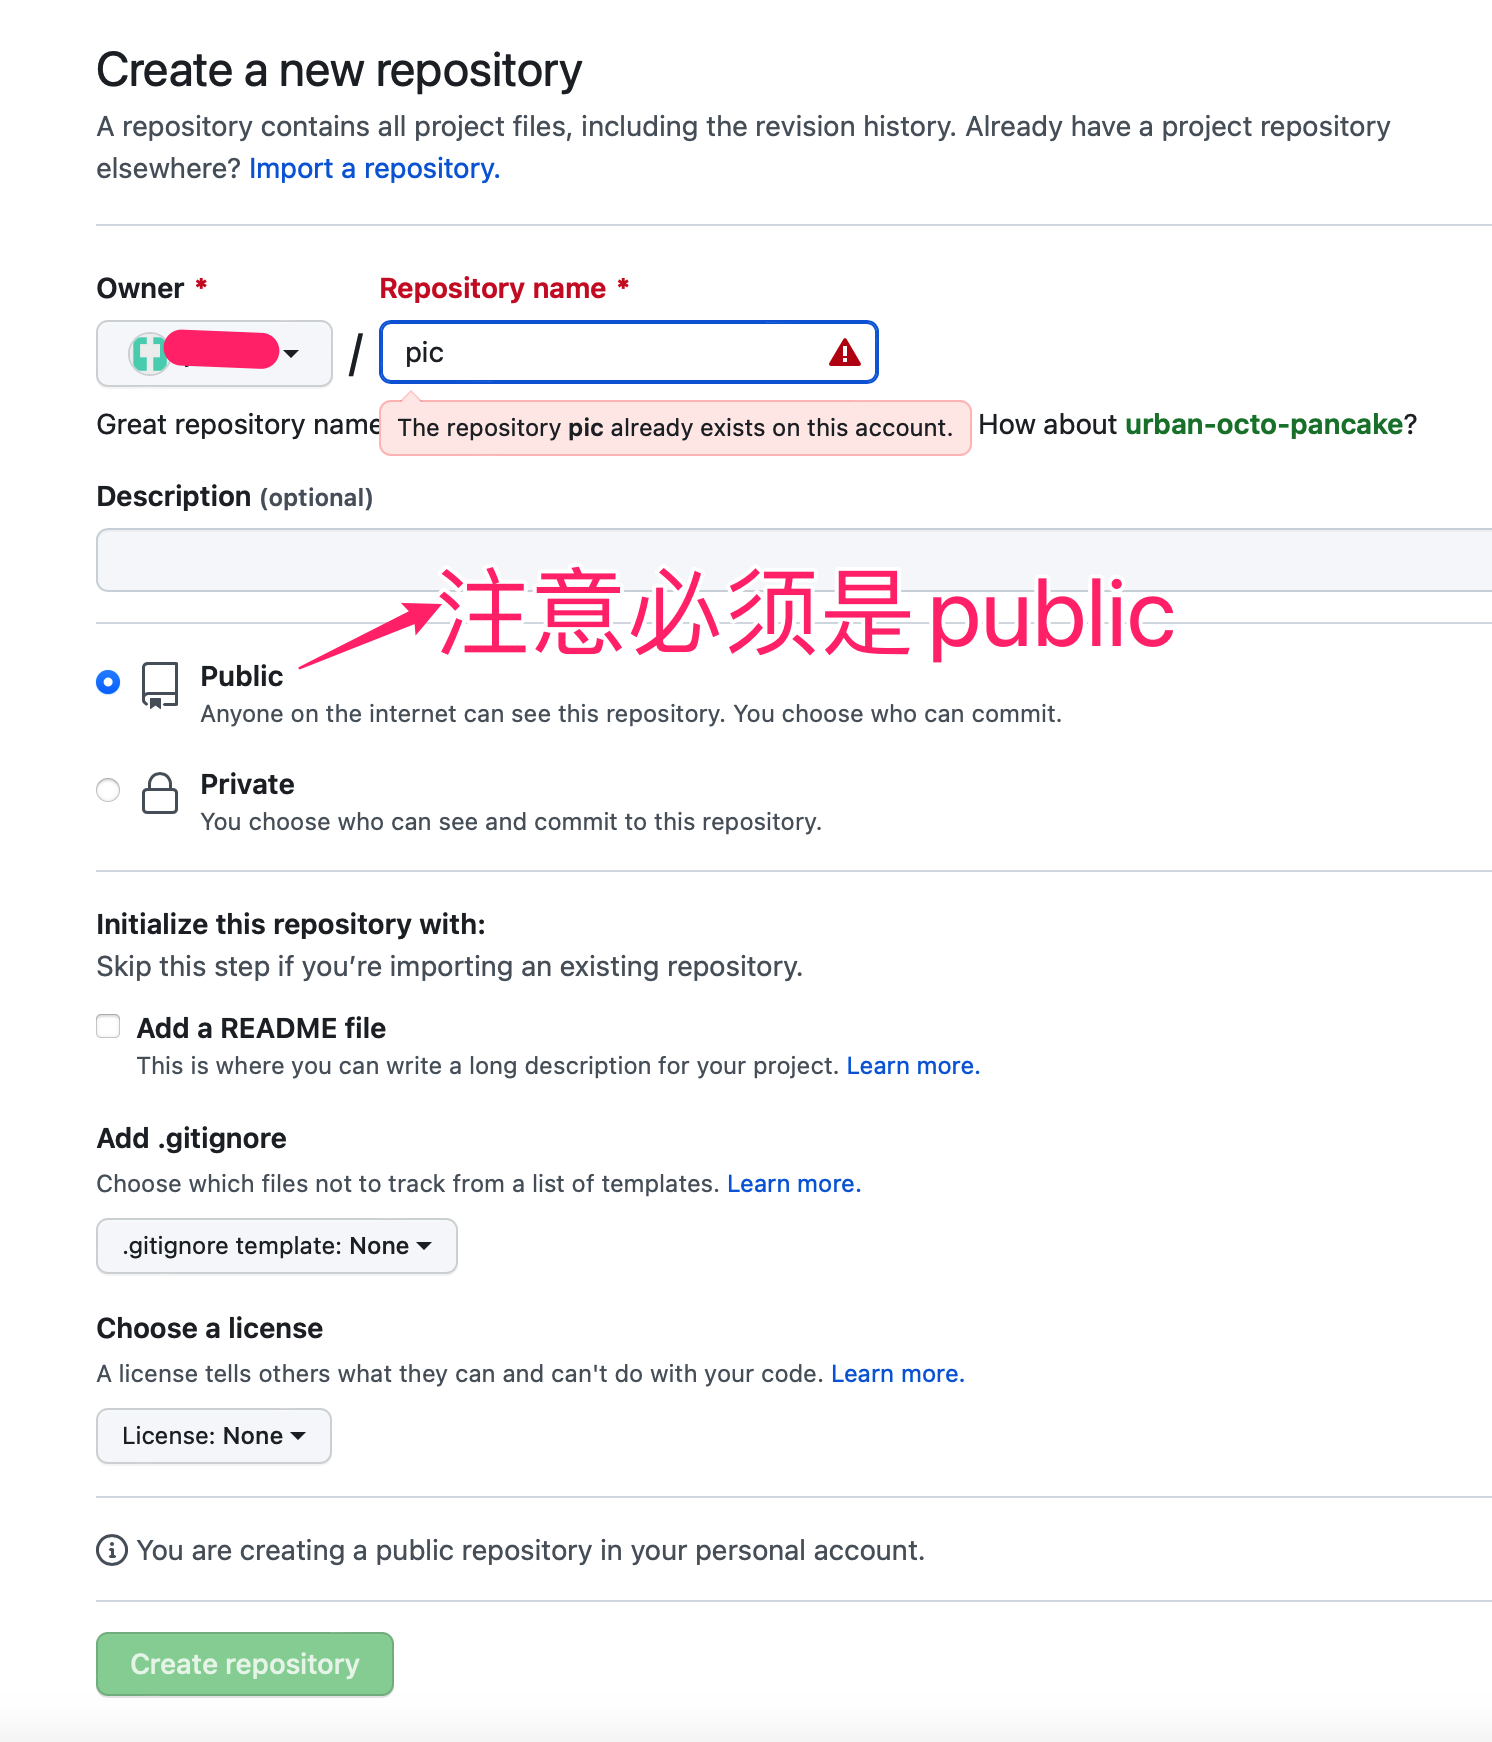 Create a new repository
A repository contains all project files, including the revision history. Already have a project repository
elsewhere? Import a repository.
Owner * Repository name *
/ pic
Great repository name The repository pic already exists on this account. How about urban-octo-pancake?
Description (optional)
注意必须是public
Public
Anyone on the internet can see this repository. You choose who can commit.
Private
You choose who can see and commit to this repository.
Initialize this repository with:
Skip this step if you’re importing an existing repository.
Add a README file
This is where you can write a long description for your project. Learn more.
Add .gitignore
Choose which files not to track from a list of templates. Learn more.
.gitignore template: None
Choose a license
A license tells others what they can and can't do with your code. Learn more.
License: None
You are creating a public repository in your personal account.
Create repository